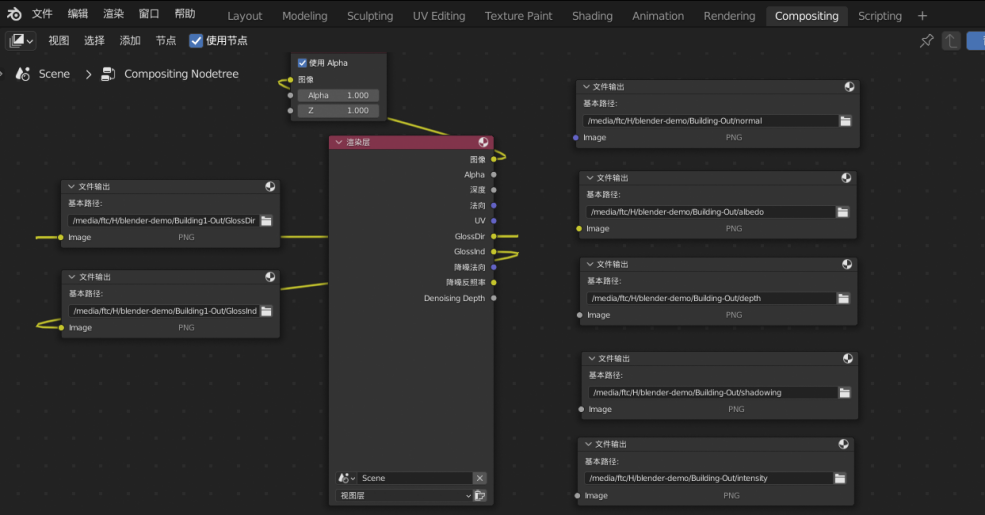 文件 编辑 渲染 窗口 帮助 Layout Modeling Sculpting UV Editing Texture Paint Shading Animation Rendering Compositing Scripting +
视图 选择 添加 节点 使用节点
Scene > Compositing Nodetree
使用 Alpha
图像
Alpha 1.000
Z 1.000
渲染层
图像
Alpha
深度
法向
UV
GlossDir
GlossInd
降噪法向
降噪反照率
Denoising Depth
Scene
视图层
文件输出
基本路径:
/media/ftc/H/blender-demo/Building1-Out/GlossDir
Image PNG
文件输出
基本路径:
/media/ftc/H/blender-demo/Building1-Out/GlossInd
Image PNG
文件输出
基本路径:
/media/ftc/H/blender-demo/Building-Out/normal
Image PNG
文件输出
基本路径:
/media/ftc/H/blender-demo/Building-Out/albedo
Image PNG
文件输出
基本路径:
/media/ftc/H/blender-demo/Building-Out/depth
Image PNG
文件输出
基本路径:
/media/ftc/H/blender-demo/Building-Out/shadowing
Image PNG
文件输出
基本路径:
/media/ftc/H/blender-demo/Building-Out/intensity
Image PNG